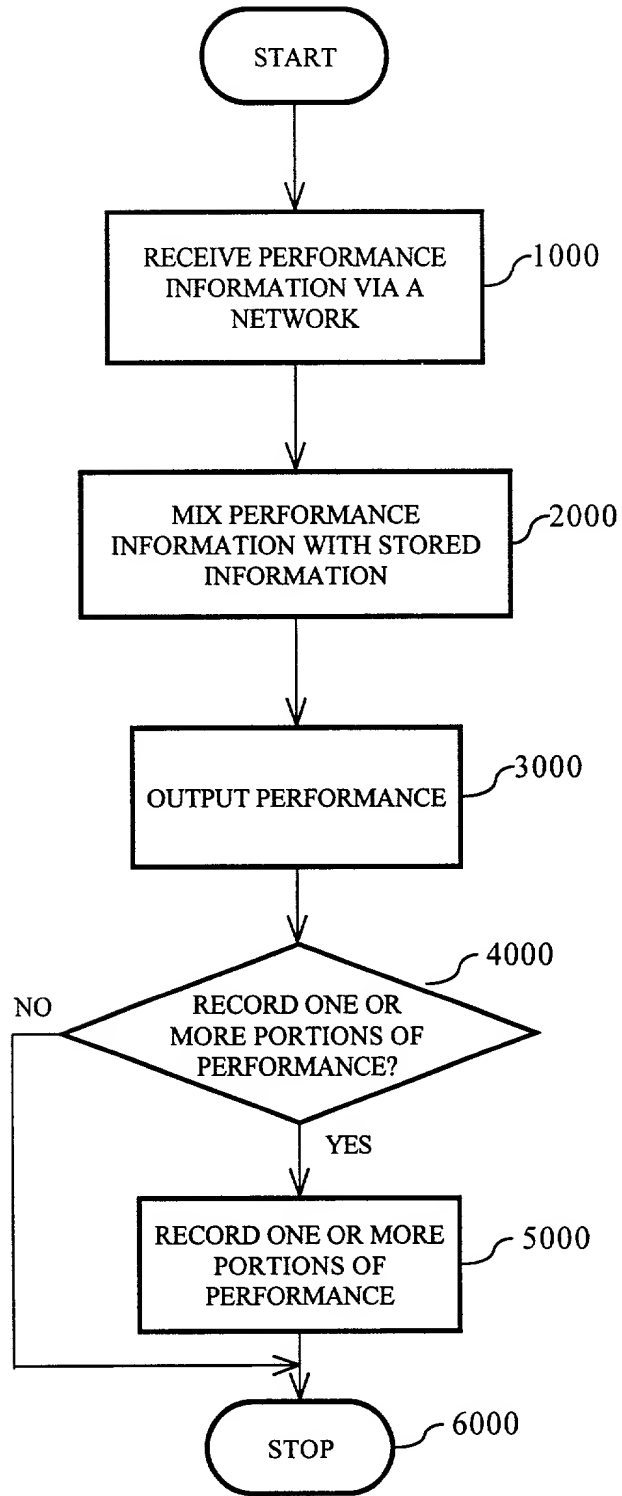 START
RECEIVE PERFORMANCE
INFORMATION VIA A
NETWORK
1000
MIX PERFORMANCE
INFORMATION WITH STORED
INFORMATION
2000
OUTPUT PERFORMANCE
3000
4000
NO
RECORD ONE OR
MORE PORTIONS OF
PERFORMANCE?
YES
RECORD ONE OR MORE
PORTIONS OF
PERFORMANCE
5000
STOP
6000